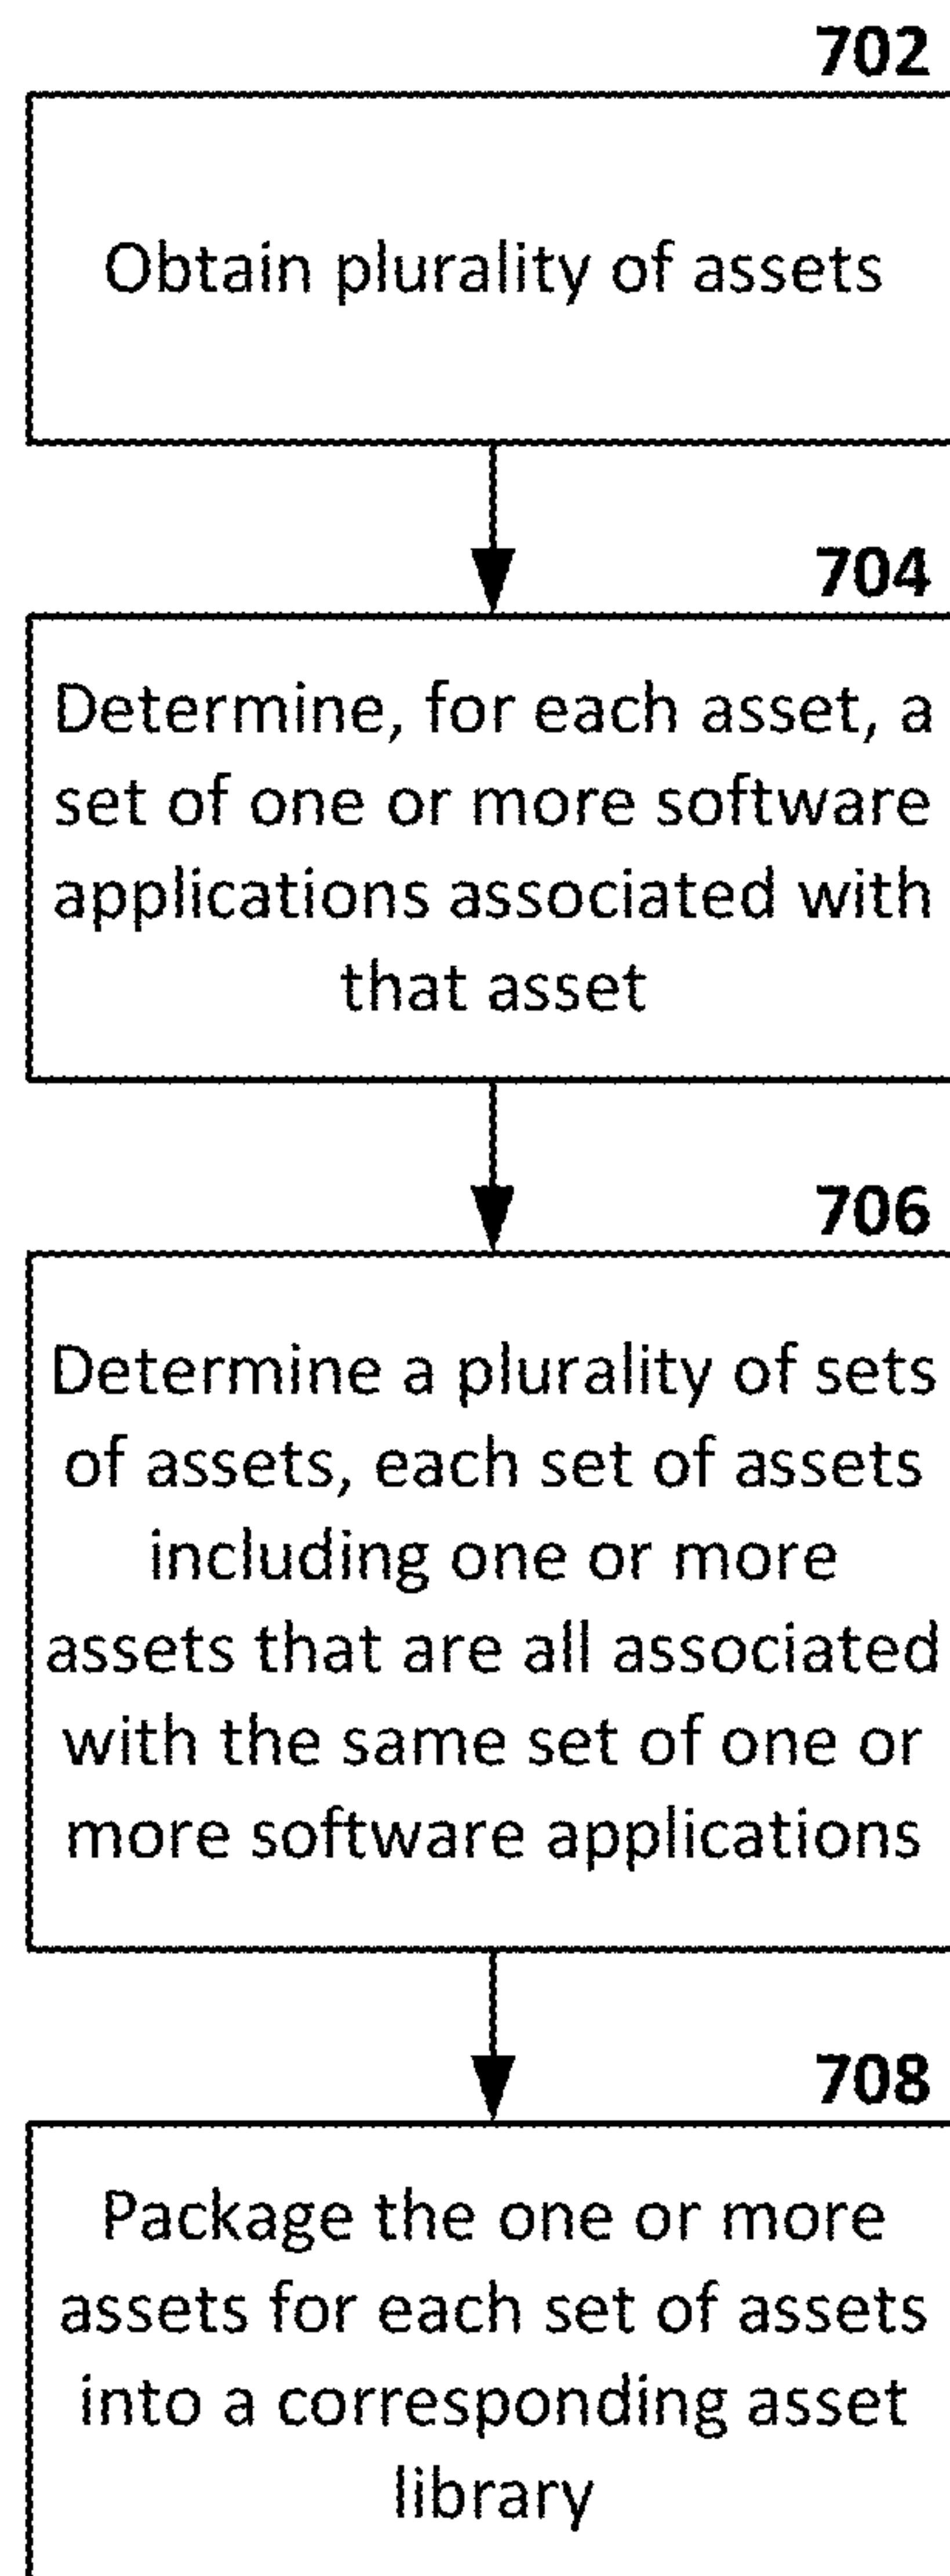 702
Obtain plurality of assets
704
Determine, for each asset, a
set of one or more software
applications associated with
that asset
706
Determine a plurality of sets
of assets, each set of assets
including one or more
assets that are all associated
with the same set of one or
more software applications
708
Package the one or more
assets for each set of assets
into a corresponding asset
library